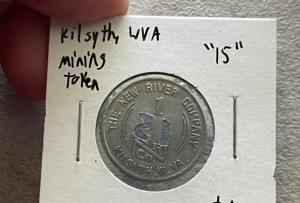 Kilsyth, WVA
mining
token
"15"
THE NEW RIVER COMPANY
1
KILSYTH W.VA.